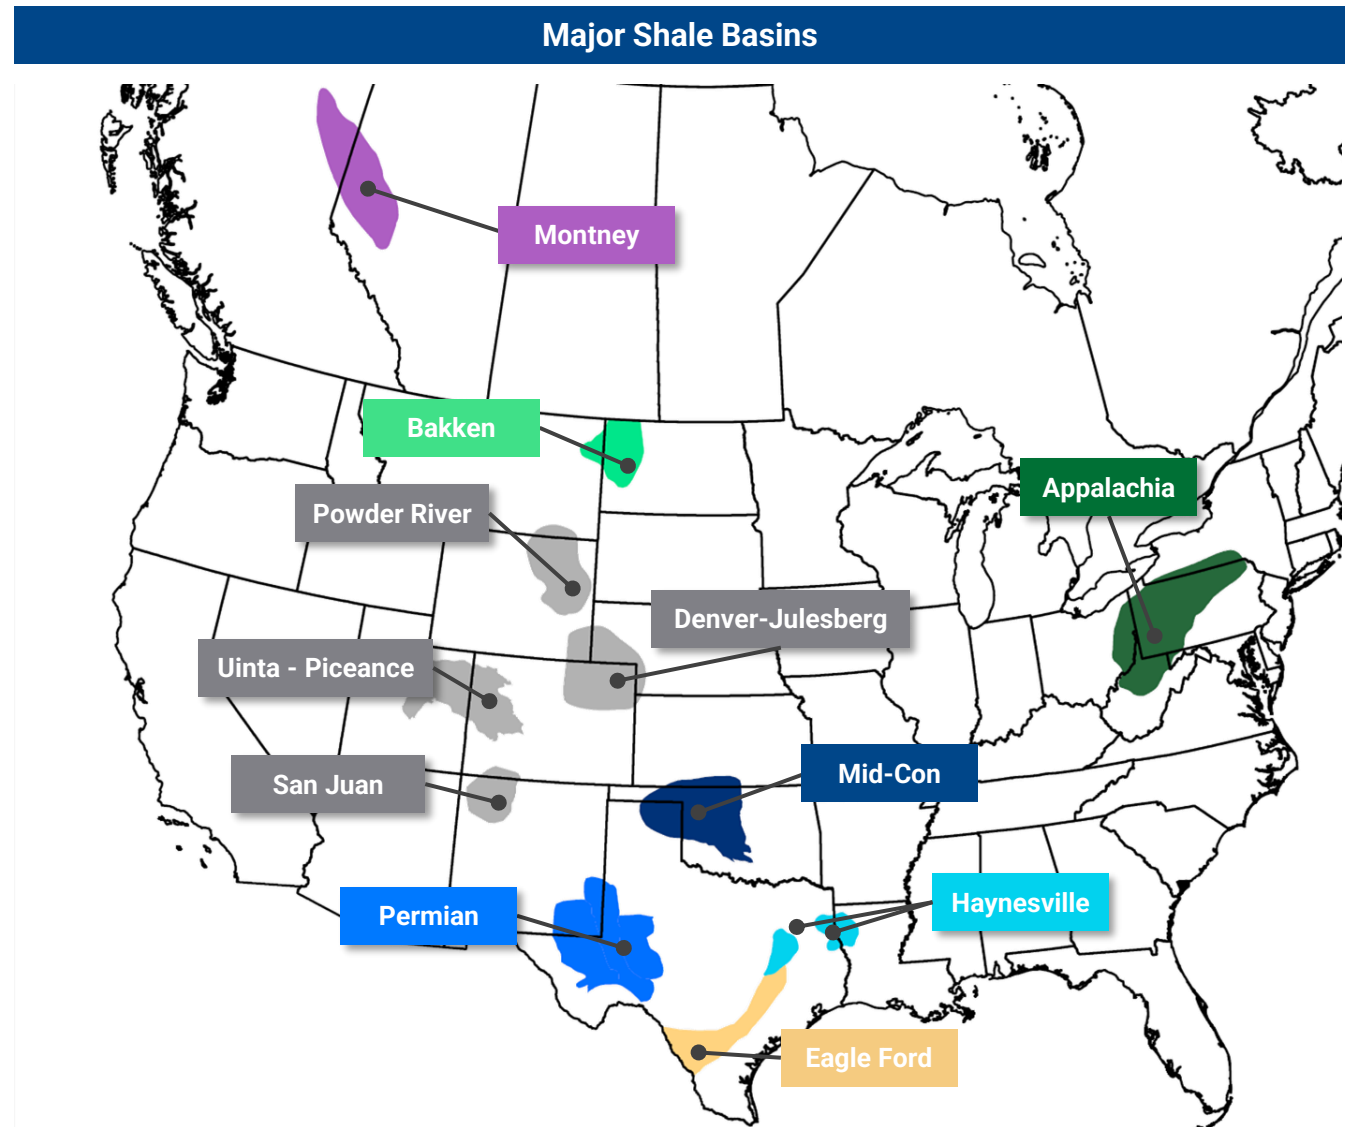 Major Shale Basins
Montney
Bakken
Appalachia
Powder River
Denver-Julesberg
Uinta - Piceance
Mid-Con
San Juan
Haynesville
Permian
Eagle Ford